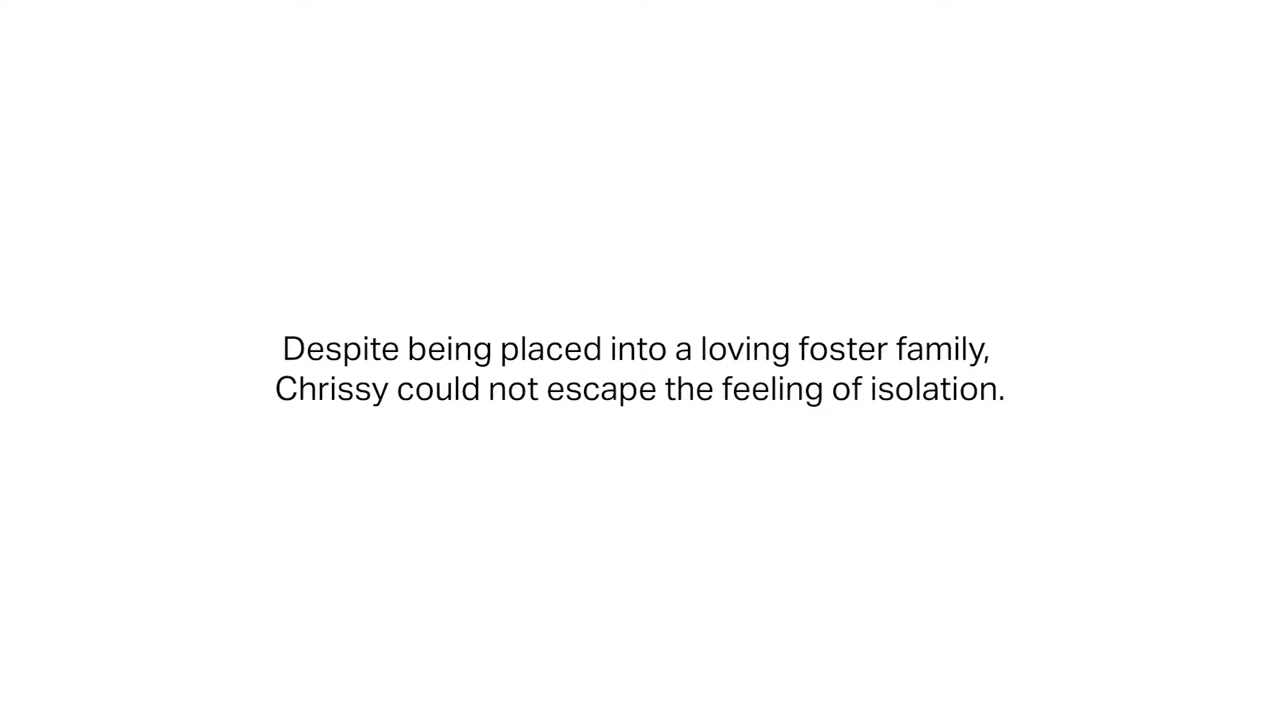 Despite being placed into a loving foster family,
Chrissy could not escape the feeling of isolation.